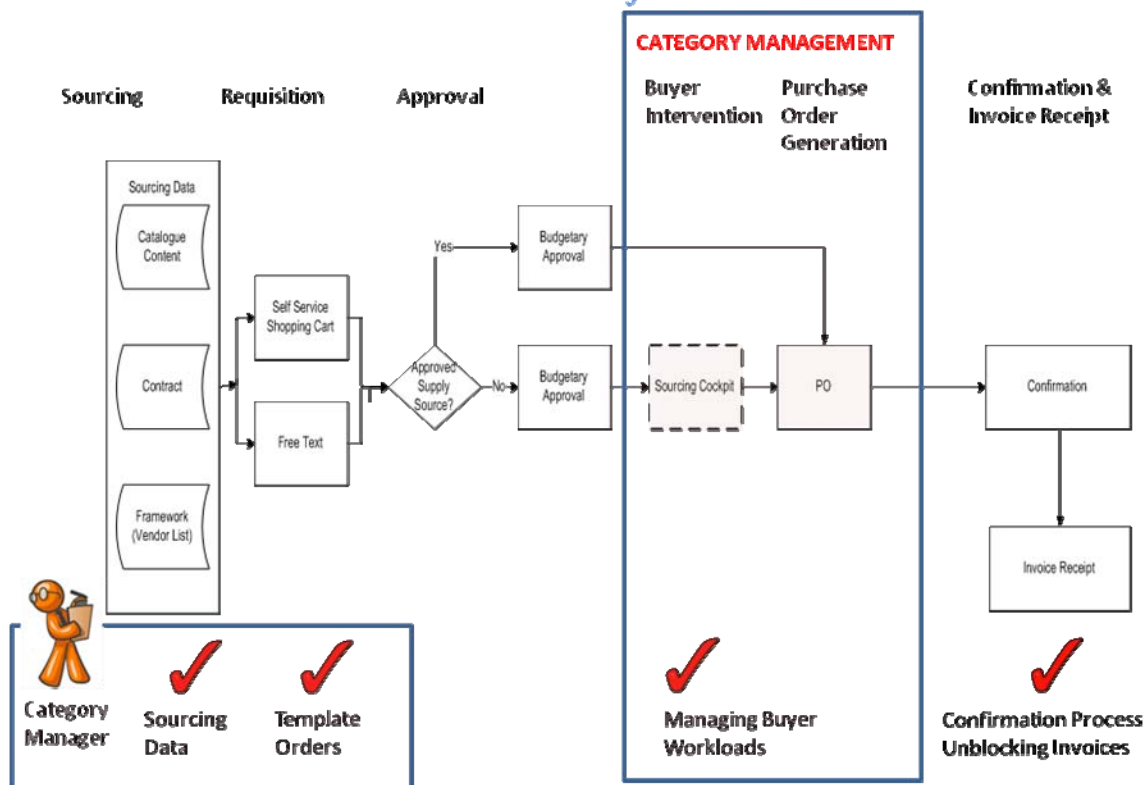 CATEGORY MANAGEMENT
Sourcing
Requisition
Approval
Buyer
Intervention
Purchase
Order
Generation
Confirmation &
Invoice Receipt
Sourcing Data
Catalogue
Content
Contract
Framework
(Vendor List)
Self Service
Shopping Cart
Free Text
Approved
Supply
Source?
Yes
No
Budgetary
Approval
Budgetary
Approval
Sourcing Cockpit
PO
Confirmation
Invoice Receipt
Category
Manager
Sourcing
Data
Template
Orders
Managing Buyer
Workloads
Confirmation Process
Unblocking Invoices